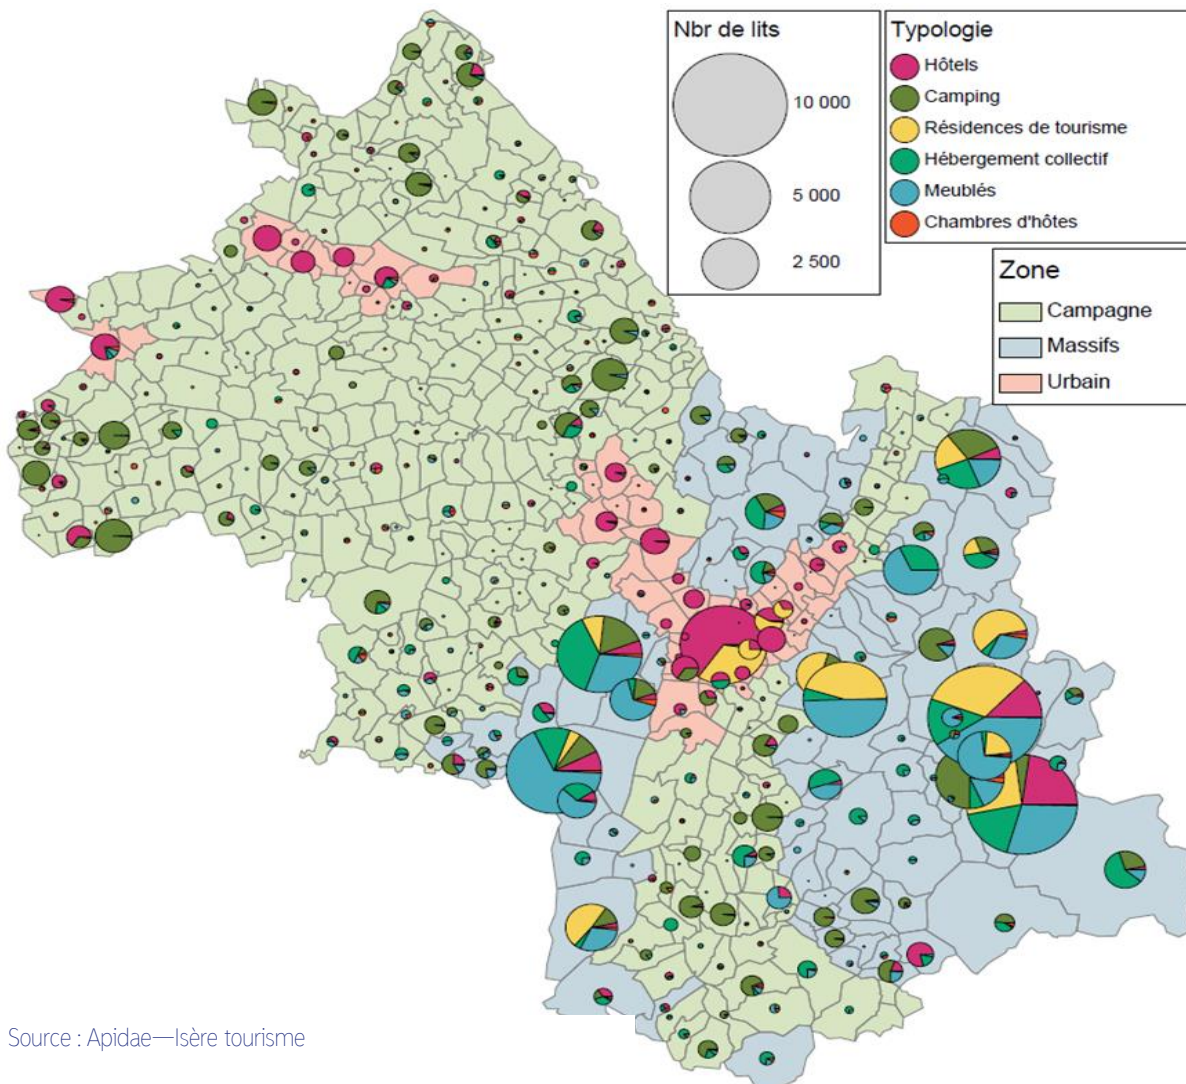 Nbr de lits
10 000
5 000
2 500
Typologie
Hôtels
Camping
Résidences de tourisme
Hébergement collectif
Meublés
Chambres d'hôtes
Zone
Campagne
Massifs
Urbain
Source : Apidae—Isère tourisme